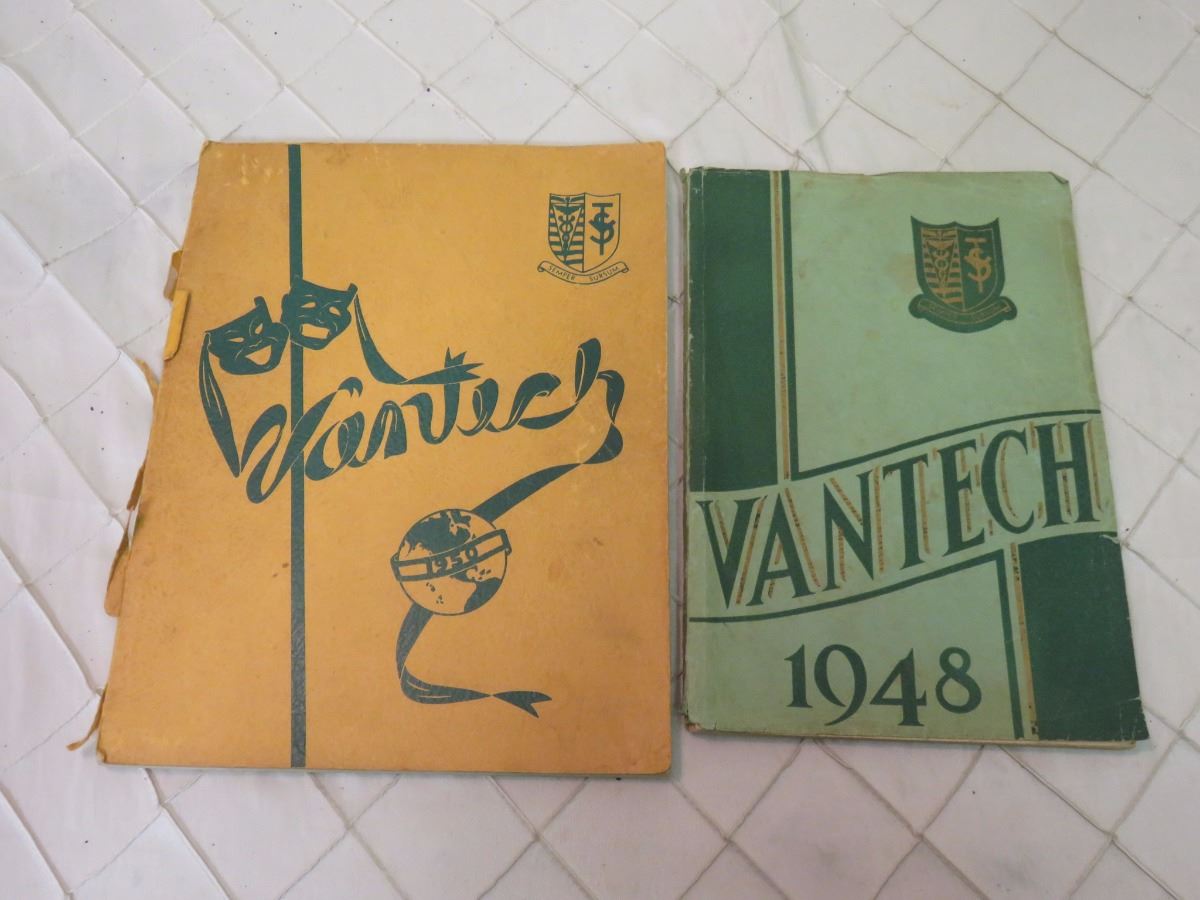 SEMPER SURSUM
Vantech
1950
VANTECH
1948